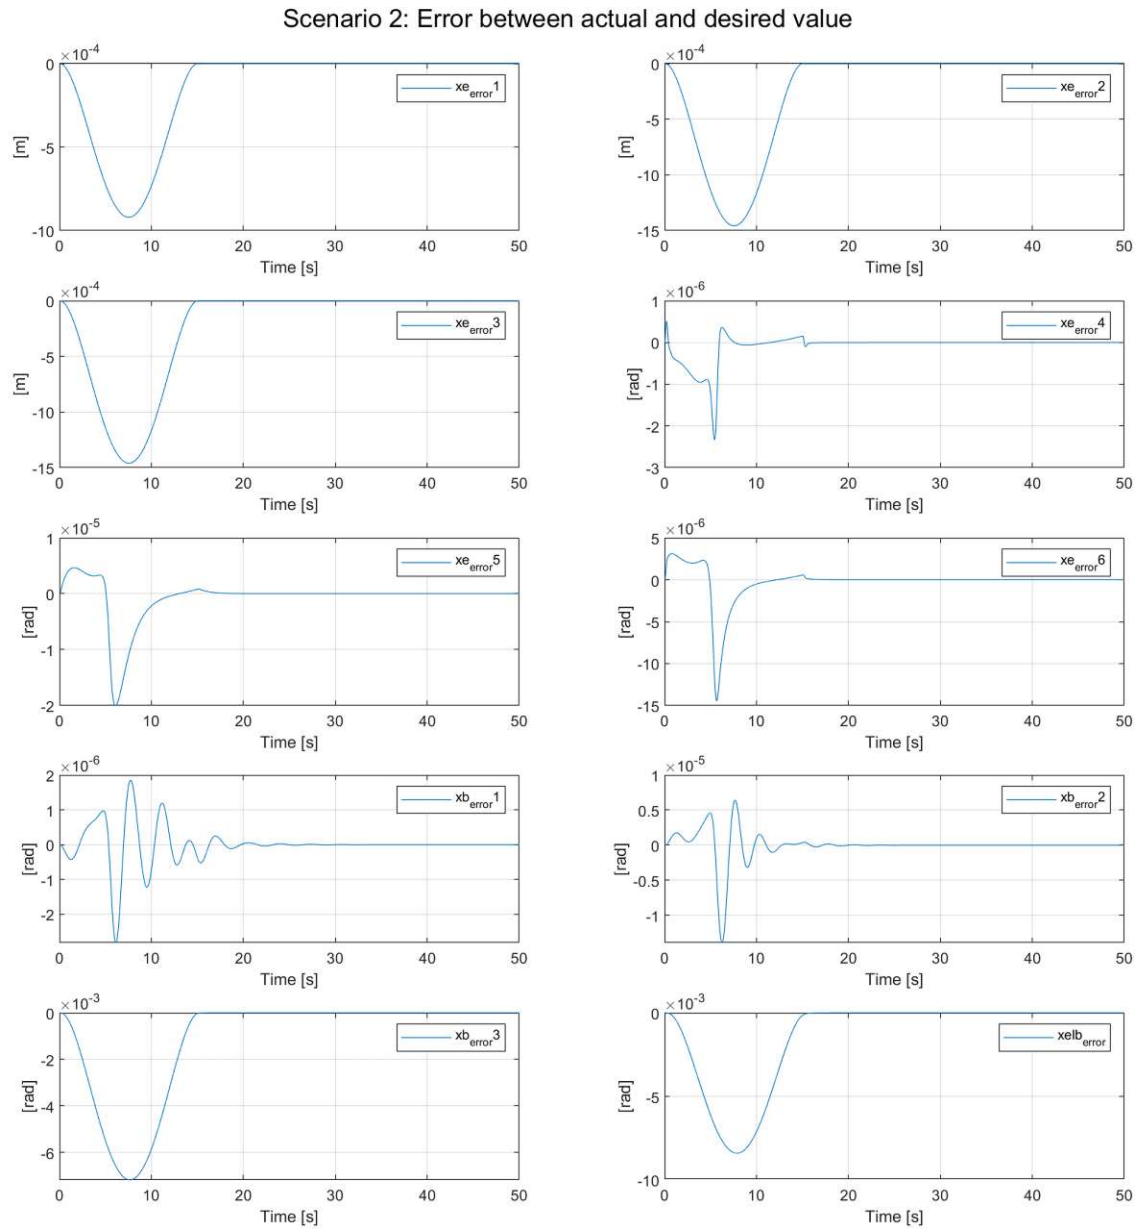 Scenario 2: Error between actual and desired value
×10⁻⁴
0
-5
-10
[m]
xe_error1
0 10 20 30 40 50
Time [s]
×10⁻⁴
0
-5
-10
-15
[m]
xe_error2
0 10 20 30 40 50
Time [s]
×10⁻⁴
0
-5
-10
-15
[m]
xe_error3
0 10 20 30 40 50
Time [s]
×10⁻⁶
1
0
-1
-2
-3
[rad]
xe_error4
0 10 20 30 40 50
Time [s]
×10⁻⁵
1
0
-1
-2
[rad]
xe_error5
0 10 20 30 40 50
Time [s]
×10⁻⁶
5
0
-5
-10
-15
[rad]
xe_error6
0 10 20 30 40 50
Time [s]
×10⁻⁶
2
1
0
-1
-2
[rad]
xb_error1
0 10 20 30 40 50
Time [s]
×10⁻⁵
1
0.5
0
-0.5
-1
[rad]
xb_error2
0 10 20 30 40 50
Time [s]
×10⁻³
0
-2
-4
-6
[rad]
xb_error3
0 10 20 30 40 50
Time [s]
×10⁻³
0
-5
-10
[rad]
xelb_error
0 10 20 30 40 50
Time [s]